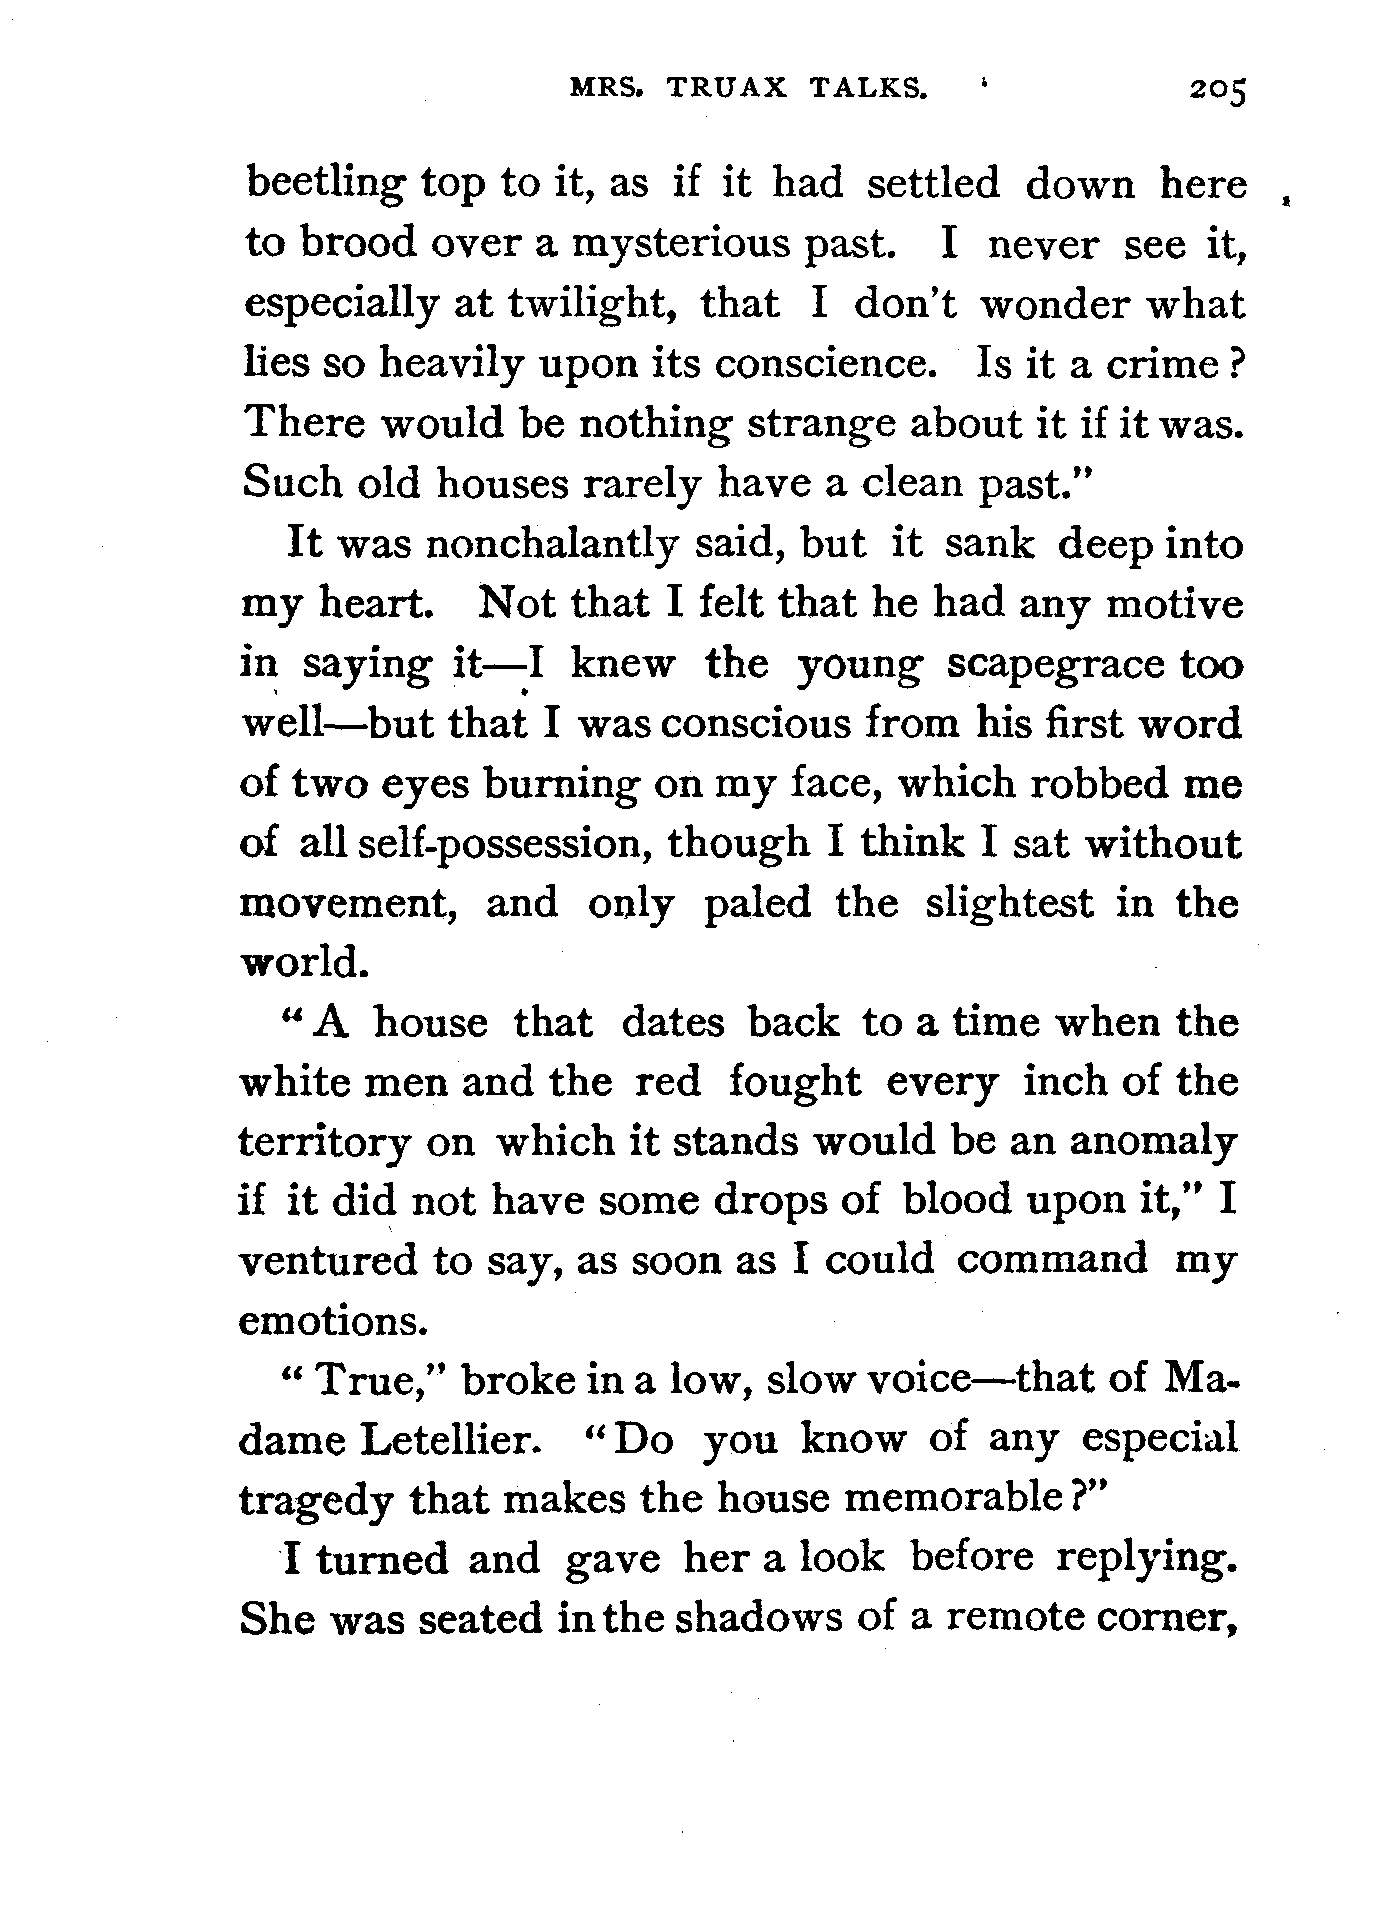 MRS. TRUAX TALKS. 205
beetling top to it, as if it had settled down here
to brood over a mysterious past. I never see it,
especially at twilight, that I don't wonder what
lies so heavily upon its conscience. Is it a crime?
There would be nothing strange about it if it was.
Such old houses rarely have a clean past."
It was nonchalantly said, but it sank deep into
my heart. Not that I felt that he had any motive
in saying it—I knew the young scapegrace too
well—but that I was conscious from his first word
of two eyes burning on my face, which robbed me
of all self-possession, though I think I sat without
movement, and only paled the slightest in the
world.
"A house that dates back to a time when the
white men and the red fought every inch of the
territory on which it stands would be an anomaly
if it did not have some drops of blood upon it," I
ventured to say, as soon as I could command my
emotions.
"True," broke in a low, slow voice—that of Ma-
dame Letellier. "Do you know of any especial
tragedy that makes the house memorable?"
I turned and gave her a look before replying.
She was seated in the shadows of a remote corner,